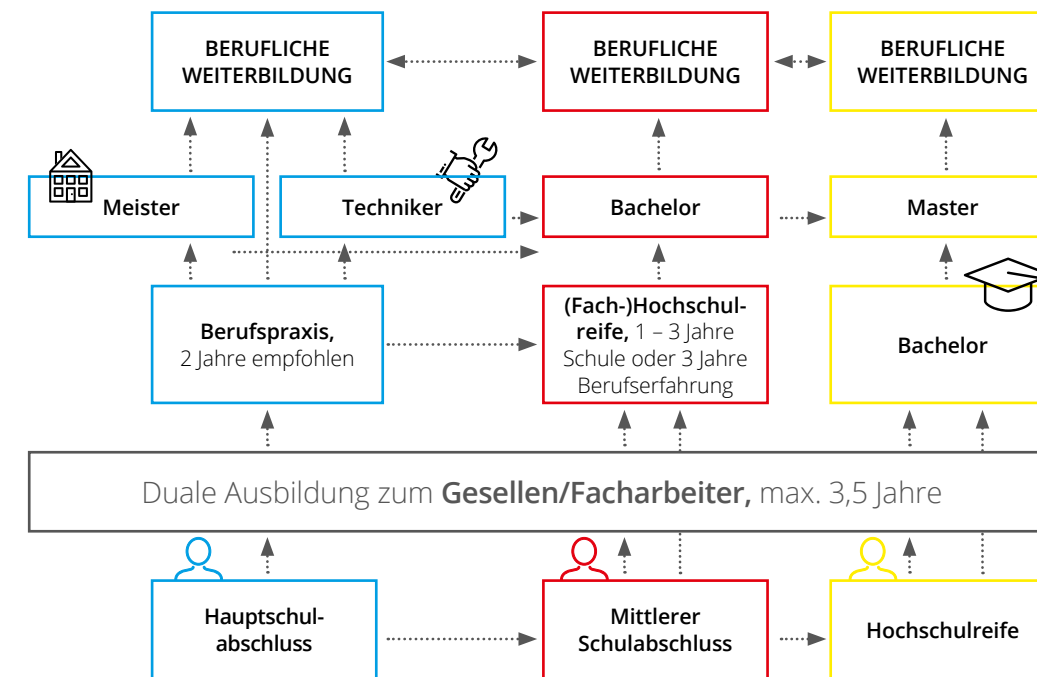 BERUFLICHE
WEITERBILDUNG
BERUFLICHE
WEITERBILDUNG
BERUFLICHE
WEITERBILDUNG
Meister
Techniker
Bachelor
Master
Berufspraxis,
2 Jahre empfohlen
(Fach-)Hochschul-
reife, 1 – 3 Jahre
Schule oder 3 Jahre
Berufserfahrung
Bachelor
Duale Ausbildung zum Gesellen/Facharbeiter, max. 3,5 Jahre
Hauptschul-
abschluss
Mittlerer
Schulabschluss
Hochschulreife